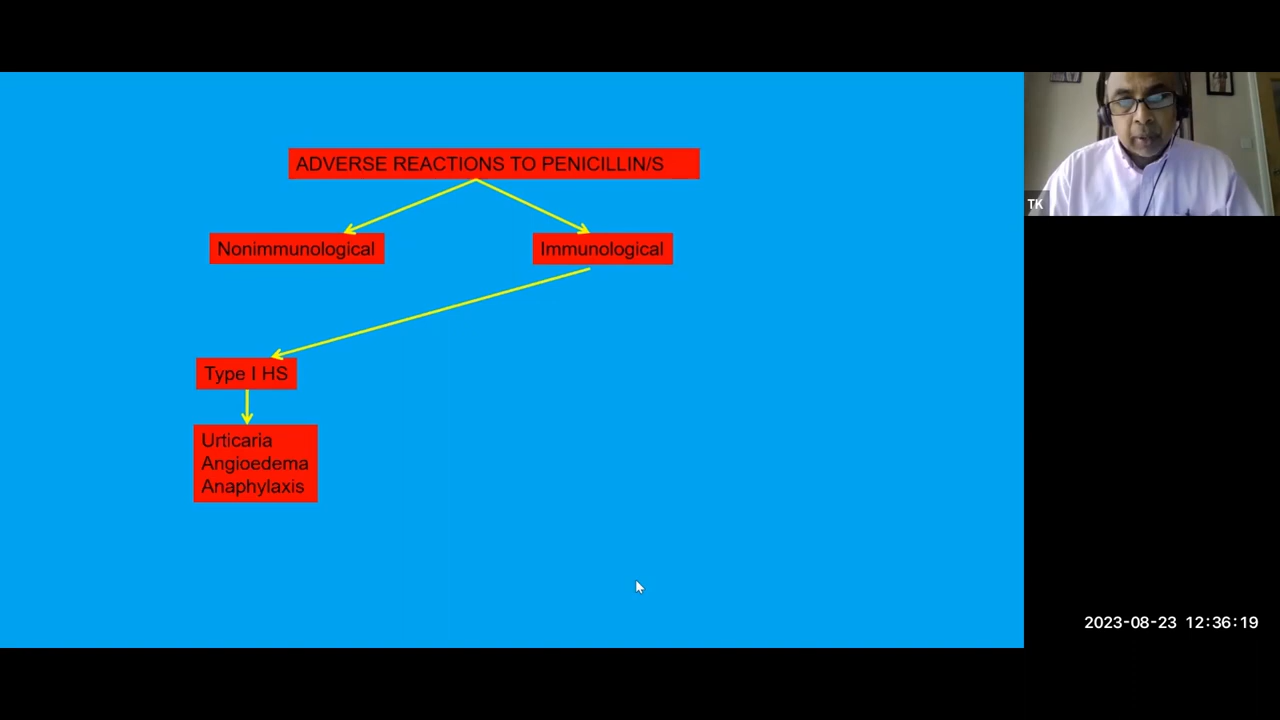 ADVERSE REACTIONS TO PENICILLIN/S
Nonimmunological
Immunological
Type I HS
Urticaria
Angioedema
Anaphylaxis
TK
2023-08-23 12:36:19